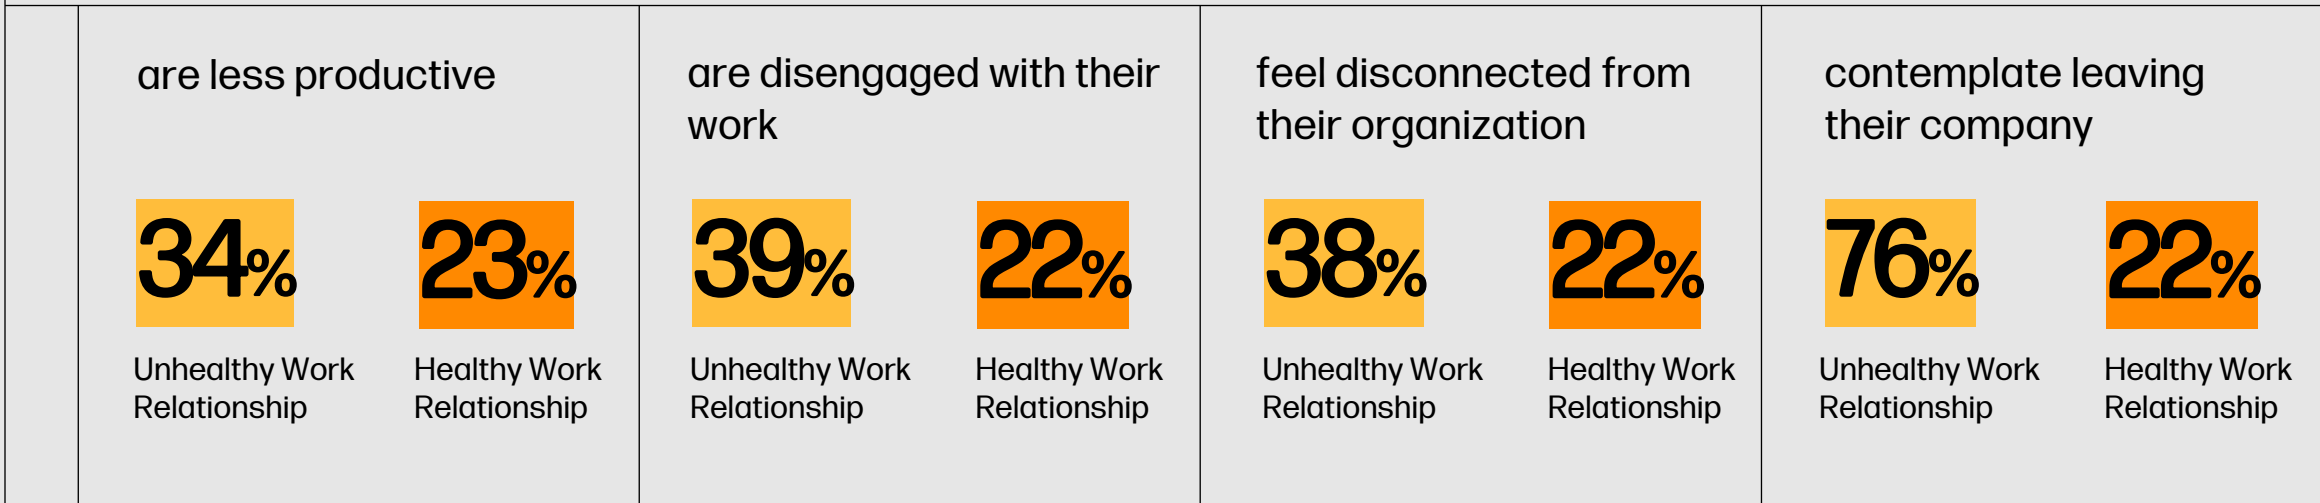 are less productive
34%
23%
Unhealthy Work
Relationship
Healthy Work
Relationship
are disengaged with their
work
39%
22%
Unhealthy Work
Relationship
Healthy Work
Relationship
feel disconnected from
their organization
38%
22%
Unhealthy Work
Relationship
Healthy Work
Relationship
contemplate leaving
their company
76%
22%
Unhealthy Work
Relationship
Healthy Work
Relationship